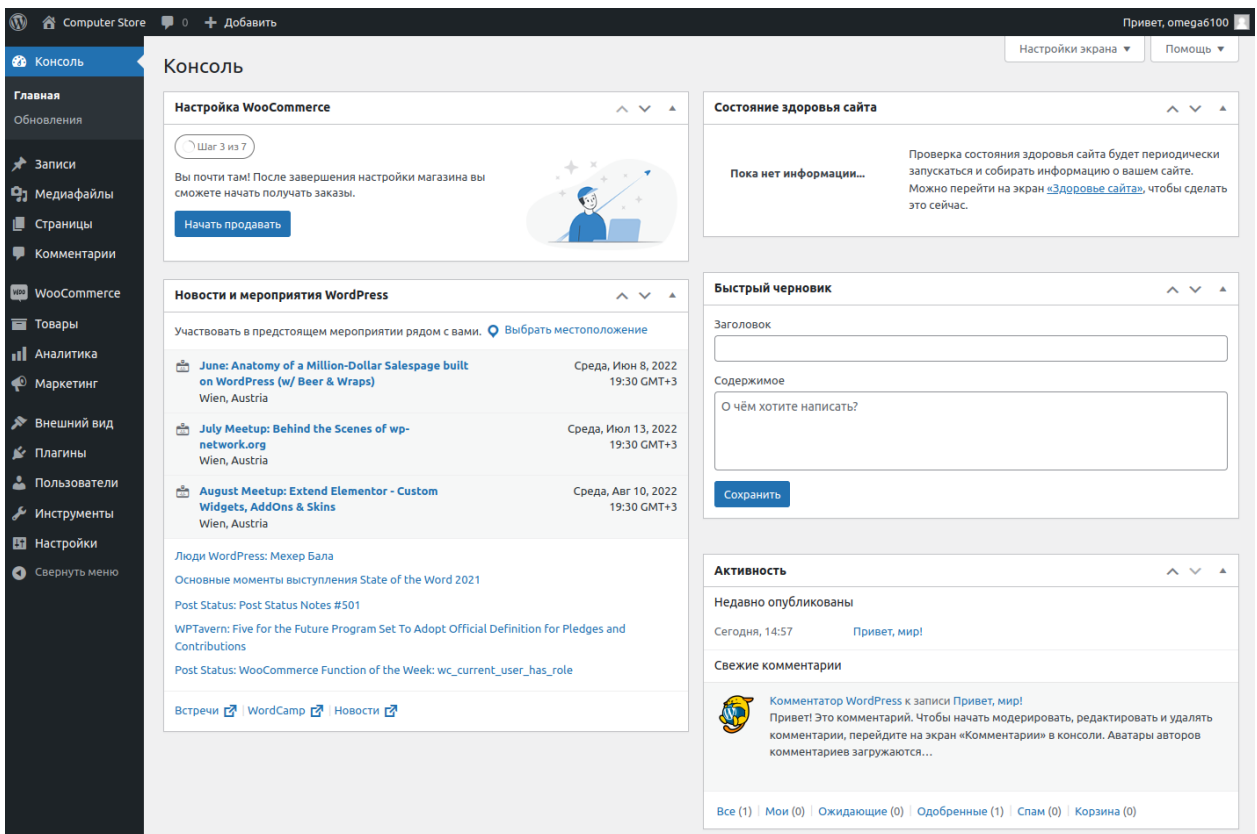 Computer Store 0 Добавить Привет, omega6100
Настройки экрана Помощь
Консоль
Главная
Обновления
Записи
Медиафайлы
Страницы
Комментарии
WooCommerce
Товары
Аналитика
Маркетинг
Внешний вид
Плагины
Пользователи
Инструменты
Настройки
Свернуть меню
Консоль
Настройка WooCommerce
Шаг 3 из 7
Вы почти там! После завершения настройки магазина вы
сможете начать получать заказы.
Начать продавать
Новости и мероприятия WordPress
Участвовать в предстоящем мероприятии рядом с вами. Выбрать местоположение
June: Anatomy of a Million-Dollar Salespage built
on WordPress (w/ Beer & Wraps)
Wien, Austria
Среда, Июн 8, 2022
19:30 GMT+3
July Meetup: Behind the Scenes of wp-
network.org
Wien, Austria
Среда, Июл 13, 2022
19:30 GMT+3
August Meetup: Extend Elementor - Custom
Widgets, AddOns & Skins
Wien, Austria
Среда, Авг 10, 2022
19:30 GMT+3
Люди WordPress: Мехер Бала
Основные моменты выступления State of the Word 2021
Post Status: Post Status Notes #501
WPTavern: Five for the Future Program Set To Adopt Official Definition for Pledges and
Contributions
Post Status: WooCommerce Function of the Week: wc_current_user_has_role
Встречи | WordCamp | Новости
Состояние здоровья сайта
Пока нет информации...
Проверка состояния здоровья сайта будет периодически
запускаться и собирать информацию о вашем сайте.
Можно перейти на экран «Здоровье сайта», чтобы сделать
это сейчас.
Быстрый черновик
Заголовок
Содержимое
О чём хотите написать?
Сохранить
Активность
Недавно опубликованы
Сегодня, 14:57 Привет, мир!
Свежие комментарии
Комментатор WordPress к записи Привет, мир!
Привет! Это комментарий. Чтобы начать модерировать, редактировать и удалять
комментарии, перейдите на экран «Комментарии» в консоли. Аватары авторов
комментариев загружаются…
Все (1) | Мои (0) | Ожидающие (0) | Одобренные (1) | Спам (0) | Корзина (0)